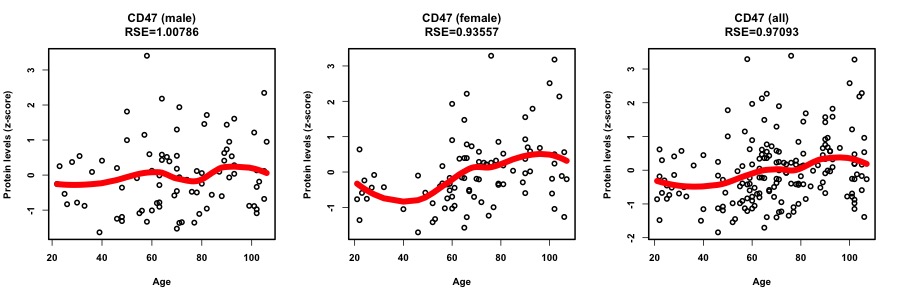 CD47 (male)
RSE=1.00786
Protein levels (z-score)
3
2
1
0
-1
20 40 60 80 100
Age
CD47 (female)
RSE=0.93557
Protein levels (z-score)
3
2
1
0
-1
20 40 60 80 100
Age
CD47 (all)
RSE=0.97093
Protein levels (z-score)
3
2
1
0
-1
-2
20 40 60 80 100
Age